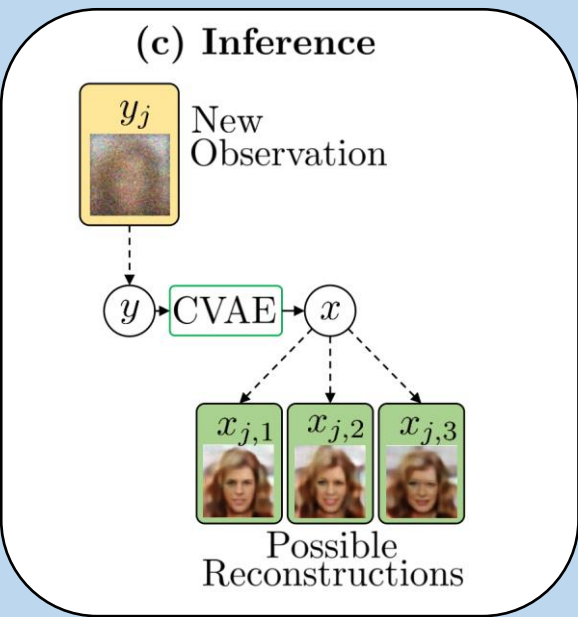 (c) Inference
y_j
New
Observation
y
CVAE
x
x_{j,1}
x_{j,2}
x_{j,3}
Possible
Reconstructions